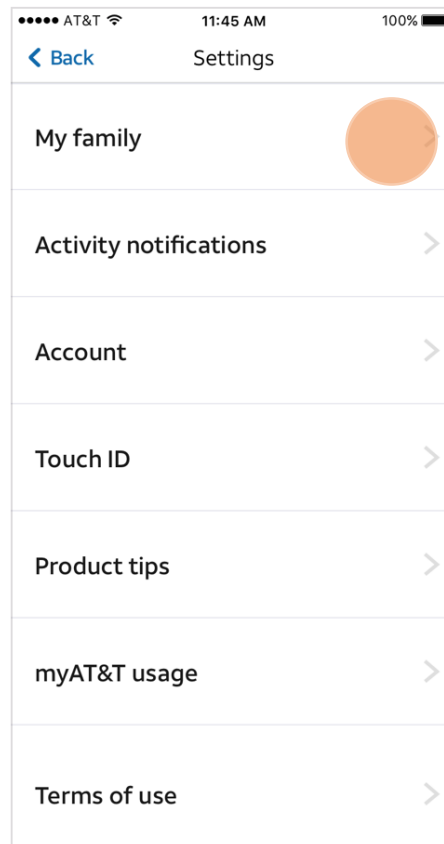 AT&T 11:45 AM 100%
Back Settings
My family
Activity notifications
Account
Touch ID
Product tips
myAT&T usage
Terms of use